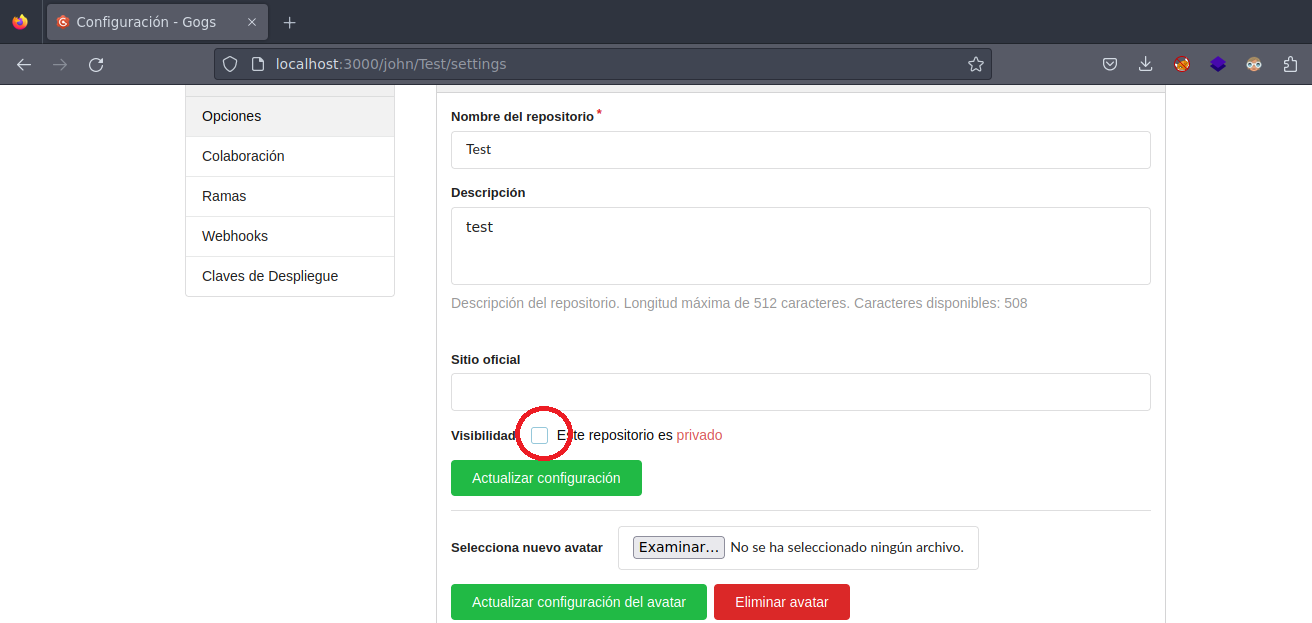 Configuración - Gogs
localhost:3000/john/Test/settings
Opciones
Colaboración
Ramas
Webhooks
Claves de Despliegue
Nombre del repositorio *
Test
Descripción
test
Descripción del repositorio. Longitud máxima de 512 caracteres. Caracteres disponibles: 508
Sitio oficial
Visibilidad Este repositorio es privado
Actualizar configuración
Selecciona nuevo avatar Examinar... No se ha seleccionado ningún archivo.
Actualizar configuración del avatar Eliminar avatar